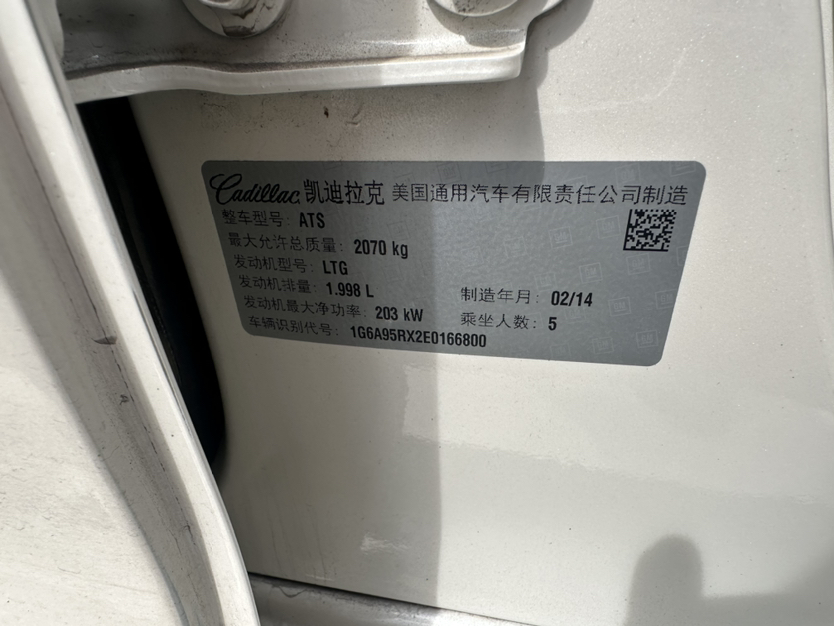 Cadillac 凯迪拉克 美国通用汽车有限责任公司制造
整车型号: ATS
最大允许总质量: 2070 kg
发动机型号: LTG
发动机排量: 1.998 L 制造年月: 02/14
发动机最大净功率: 203 kW 乘坐人数: 5
车辆识别代号: 1G6A95RX2E0166800